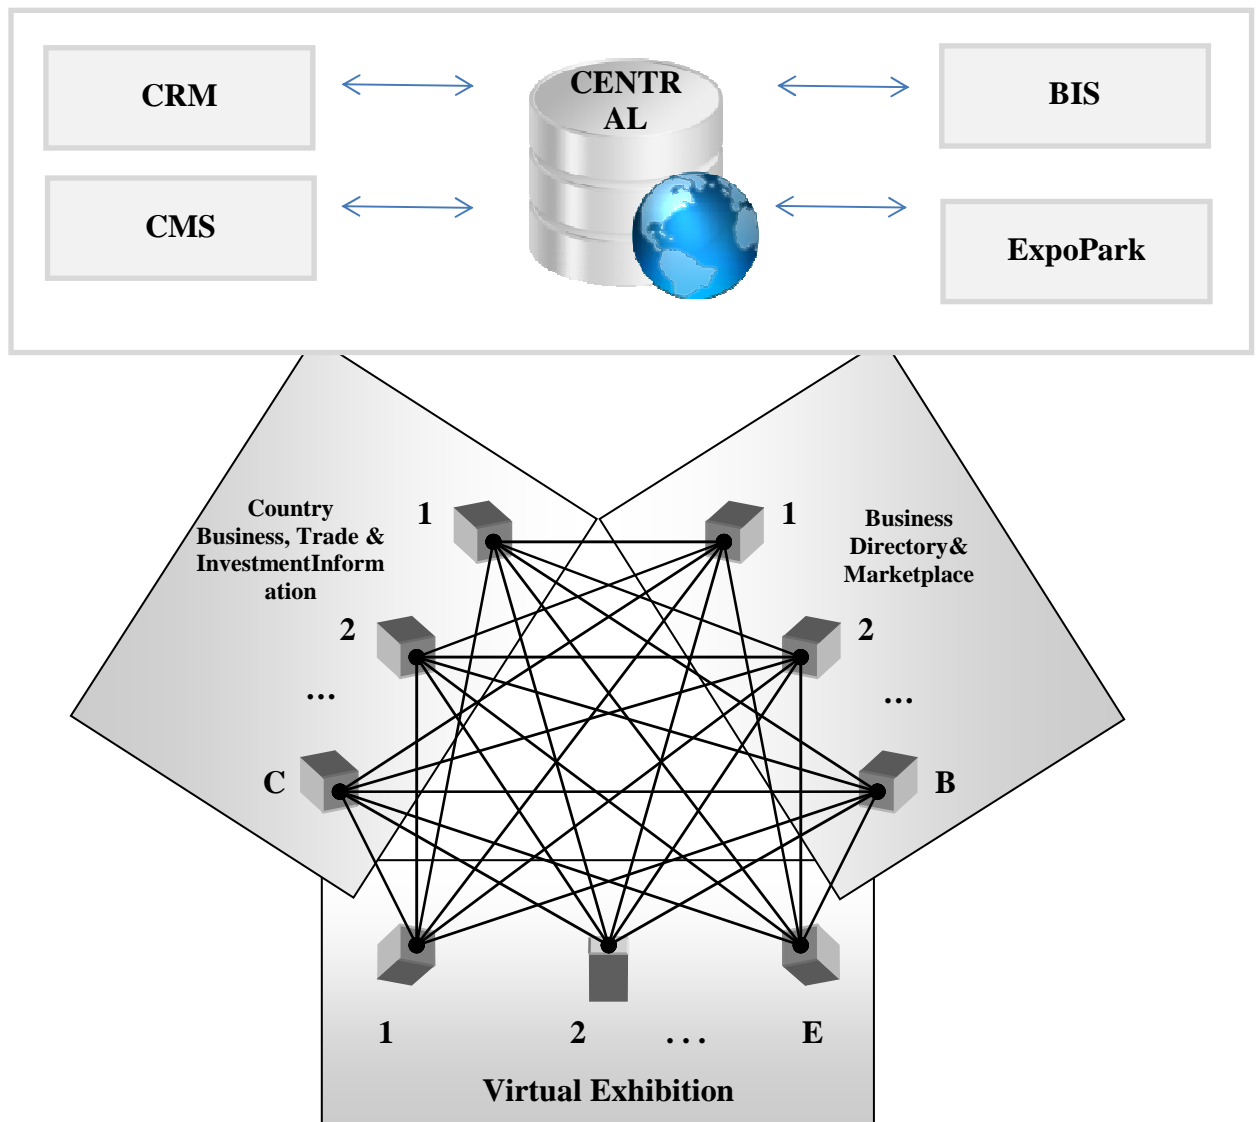 CRM
CENTR
AL
BIS
CMS
ExpoPark
Country
Business, Trade &
InvestmentInform
ation
1
1
Business
Directory&
Marketplace
2
2
...
...
C
B
1
2
...
E
Virtual Exhibition